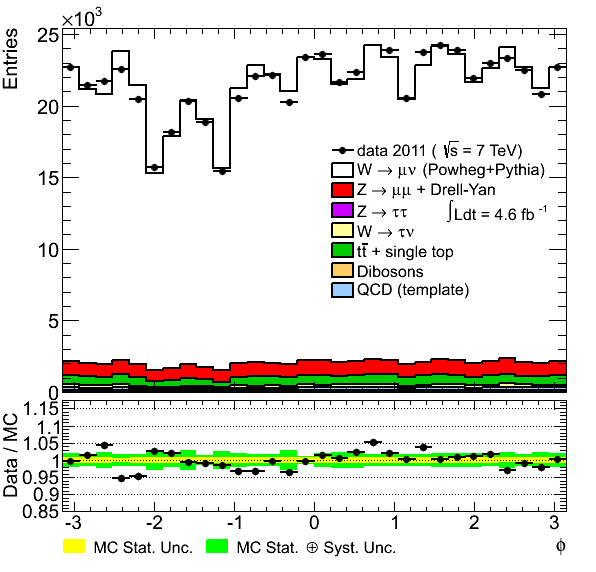 ×10³
Entries
25
20
15
10
5
0
data 2011 ( √s = 7 TeV)
W → μν (Powheg+Pythia)
Z → μμ + Drell-Yan
Z → ττ ∫Ldt = 4.6 fb⁻¹
W → τν
tt̅ + single top
Dibosons
QCD (template)
Data / MC
1.15
1.1
1.05
1
0.95
0.9
0.85
-3 -2 -1 0 1 2 3
MC Stat. Unc. MC Stat. ⊕ Syst. Unc. ϕ